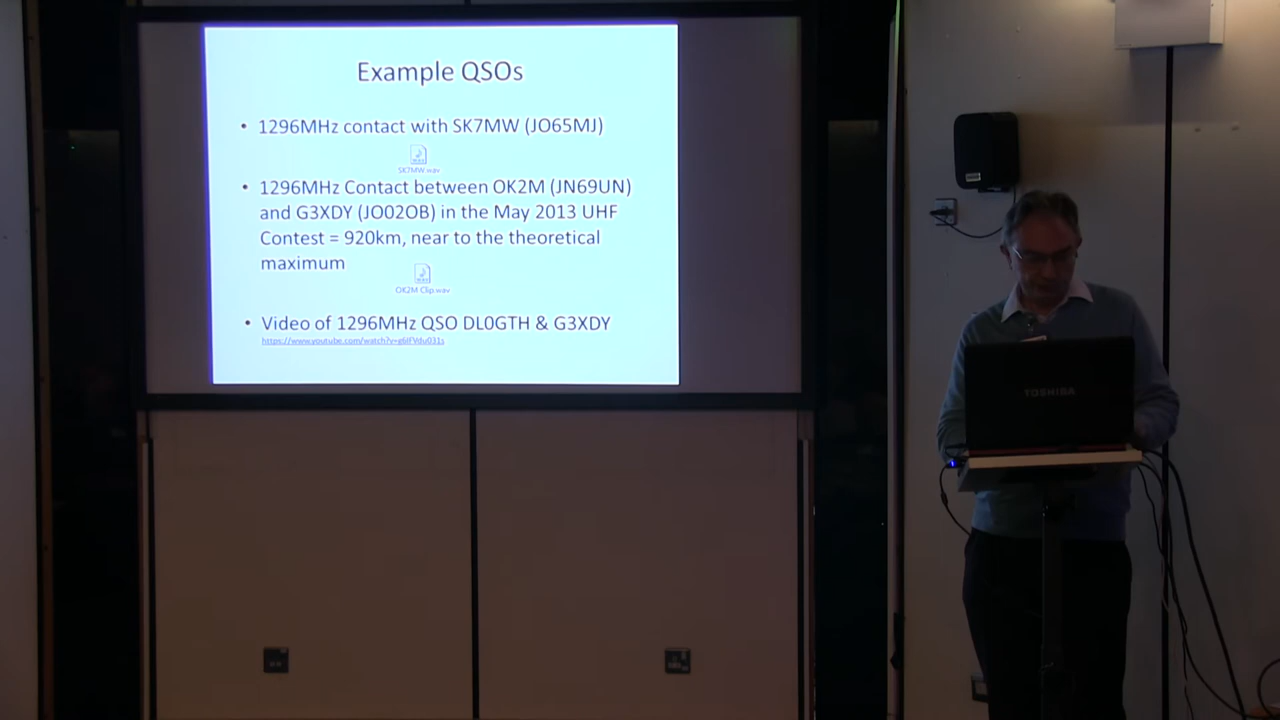 Example QSOs
• 1296MHz contact with SK7MW (JO65MJ)
SK7MW.wav
• 1296MHz Contact between OK2M (JN69UN)
and G3XDY (JO02OB) in the May 2013 UHF
Contest = 920km, near to the theoretical
maximum
OK2M Clip.wav
• Video of 1296MHz QSO DL0GTH & G3XDY
TOSHIBA